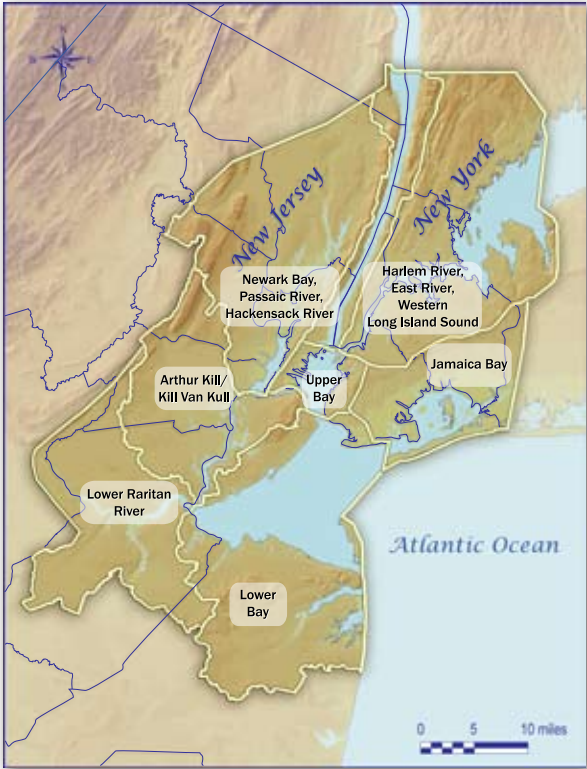 New Jersey
New York
Newark Bay,
Passaic River,
Hackensack River
Harlem River,
East River,
Western
Long Island Sound
Jamaica Bay
Arthur Kill/
Kill Van Kull
Upper
Bay
Lower Raritan
River
Atlantic Ocean
Lower
Bay
0 5 10 miles